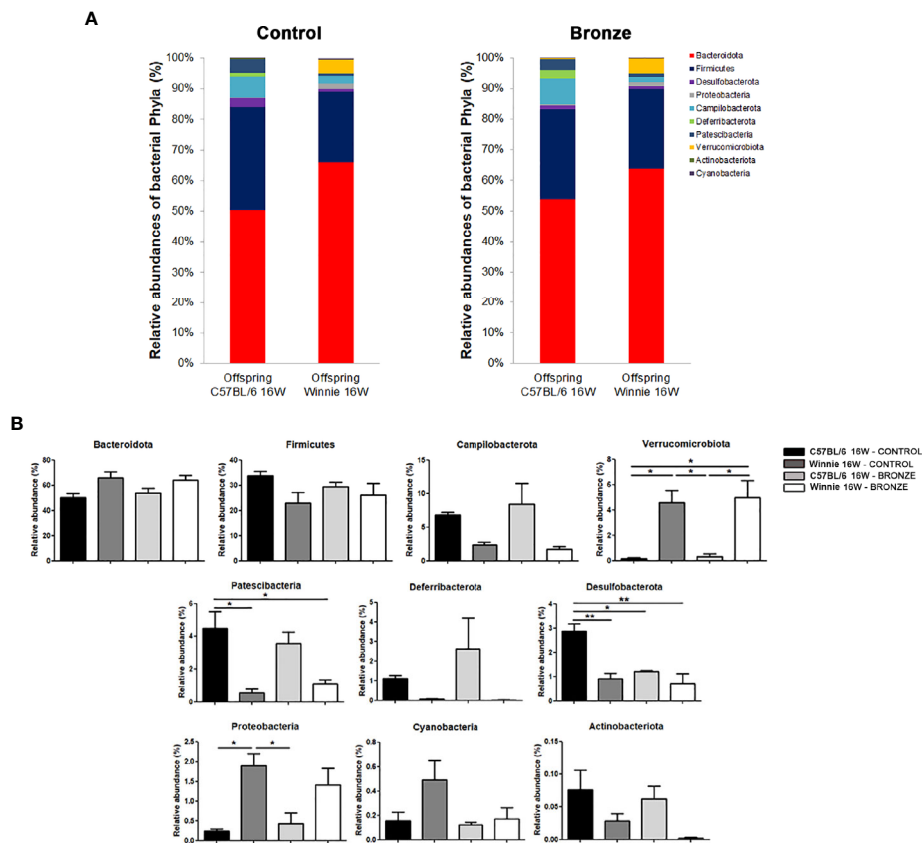 A
Control
Bronze
Relative abundances of bacterial Phyla (%)
100%
90%
80%
70%
60%
50%
40%
30%
20%
10%
0%
Offspring
C57BL/6 16W
Offspring
Winnie 16W
Relative abundances of bacterial Phyla (%)
100%
90%
80%
70%
60%
50%
40%
30%
20%
10%
0%
Offspring
C57BL/6 16W
Offspring
Winnie 16W
Bacteroidota
Firmicutes
Desulfobacterota
Proteobacteria
Campilobacterota
Deferribacterota
Patescibacteria
Verrucomicrobiota
Actinobacteriota
Cyanobacteria
B
Bacteroidota
Relative abundance (%)
80
60
40
20
0
Firmicutes
Relative abundance (%)
40
30
20
10
0
Campilobacterota
Relative abundance (%)
15
10
5
0
Verrucomicrobiota
Relative abundance (%)
8
6
4
2
0
*
* * *
C57BL/6 16W - CONTROL
Winnie 16W - CONTROL
C57BL/6 16W - BRONZE
Winnie 16W - BRONZE
Patescibacteria
Relative abundance (%)
6
4
2
0
*
*
Deferribacterota
Relative abundance (%)
5
4
3
2
1
0
Desulfobacterota
Relative abundance (%)
4
3
2
1
0
**
*
**
Proteobacteria
Relative abundance (%)
2.5
2.0
1.5
1.0
0.5
0.0
* *
Cyanobacteria
Relative abundance (%)
0.8
0.6
0.4
0.2
0.0
Actinobacteriota
Relative abundance (%)
0.15
0.10
0.05
0.00